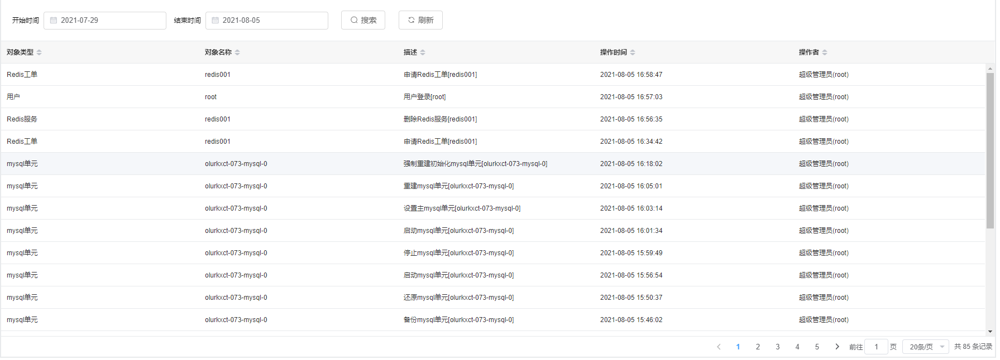 开始时间 2021-07-29 结束时间 2021-08-05 搜索 刷新
对象类型 对象名称 描述 操作时间 操作者
Redis工单 redis001 申请Redis工单[redis001] 2021-08-05 16:58:47 超级管理员(root)
用户 root 用户登录[root] 2021-08-05 16:57:03 超级管理员(root)
Redis服务 redis001 删除Redis服务[redis001] 2021-08-05 16:56:35 超级管理员(root)
Redis工单 redis001 申请Redis工单[redis001] 2021-08-05 16:34:42 超级管理员(root)
mysql单元 olurkxct-073-mysql-0 强制重建初始化mysql单元[olurkxct-073-mysql-0] 2021-08-05 16:18:02 超级管理员(root)
mysql单元 olurkxct-073-mysql-0 重建mysql单元[olurkxct-073-mysql-0] 2021-08-05 16:05:01 超级管理员(root)
mysql单元 olurkxct-073-mysql-0 设置主mysql单元[olurkxct-073-mysql-0] 2021-08-05 16:03:14 超级管理员(root)
mysql单元 olurkxct-073-mysql-0 启动mysql单元[olurkxct-073-mysql-0] 2021-08-05 16:01:34 超级管理员(root)
mysql单元 olurkxct-073-mysql-0 停止mysql单元[olurkxct-073-mysql-0] 2021-08-05 15:59:49 超级管理员(root)
mysql单元 olurkxct-073-mysql-0 启动mysql单元[olurkxct-073-mysql-0] 2021-08-05 15:56:54 超级管理员(root)
mysql单元 olurkxct-073-mysql-0 还原mysql单元[olurkxct-073-mysql-0] 2021-08-05 15:50:37 超级管理员(root)
mysql单元 olurkxct-073-mysql-0 备份mysql单元[olurkxct-073-mysql-0] 2021-08-05 15:46:02 超级管理员(root)
1 2 3 4 5 前往 1 页 20条/页 共 85 条记录